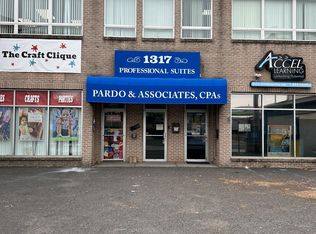 The Craft Clique
1317
PROFESSIONAL SUITES
ACCEL
LEARNING
PARDO & ASSOCIATES, CPAs
CRAFTS
PARTIES